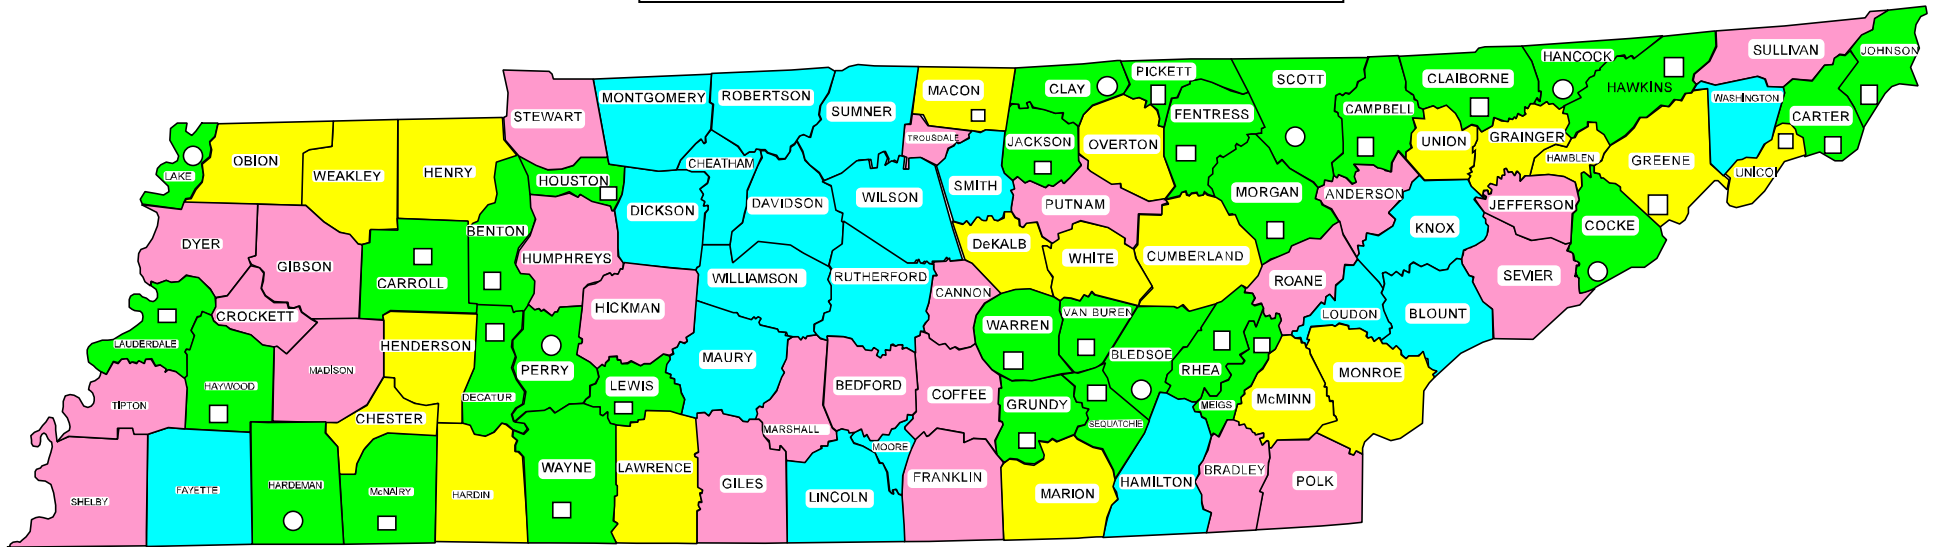 SULLIVAN
JOHNSON
HANCOCK
HAWKINS
CLAIBORNE
SCOTT
PICKETT
CLAY
MACON
SUMNER
ROBERTSON
MONTGOMERY
STEWART
WASHINGTON
CARTER
CAMPBELL
FENTRESS
TROUSDALE
JACKSON
OVERTON
UNION
GRAINGER
HAMBLEN
GREENE
UNICOI
OBION
WEAKLEY
HENRY
LAKE
HOUSTON
CHEATHAM
DICKSON
DAVIDSON
WILSON
SMITH
PUTNAM
MORGAN
ANDERSON
KNOX
JEFFERSON
COCKE
DYER
GIBSON
CARROLL
BENTON
HUMPHREYS
HICKMAN
WILLIAMSON
RUTHERFORD
CANNON
DeKALB
WHITE
CUMBERLAND
ROANE
LOUDON
BLOUNT
SEVIER
LAUDERDALE
CROCKETT
HAYWOOD
MADISON
HENDERSON
DECATUR
PERRY
LEWIS
MAURY
BEDFORD
COFFEE
WARREN
VAN BUREN
BLEDSOE
RHEA
MEIGS
McMINN
MONROE
TIPTON
CHESTER
MARSHALL
MOORE
GRUNDY
SEQUATCHIE
SHELBY
FAYETTE
HARDEMAN
McNAIRY
HARDIN
WAYNE
LAWRENCE
GILES
LINCOLN
FRANKLIN
MARION
HAMILTON
BRADLEY
POLK